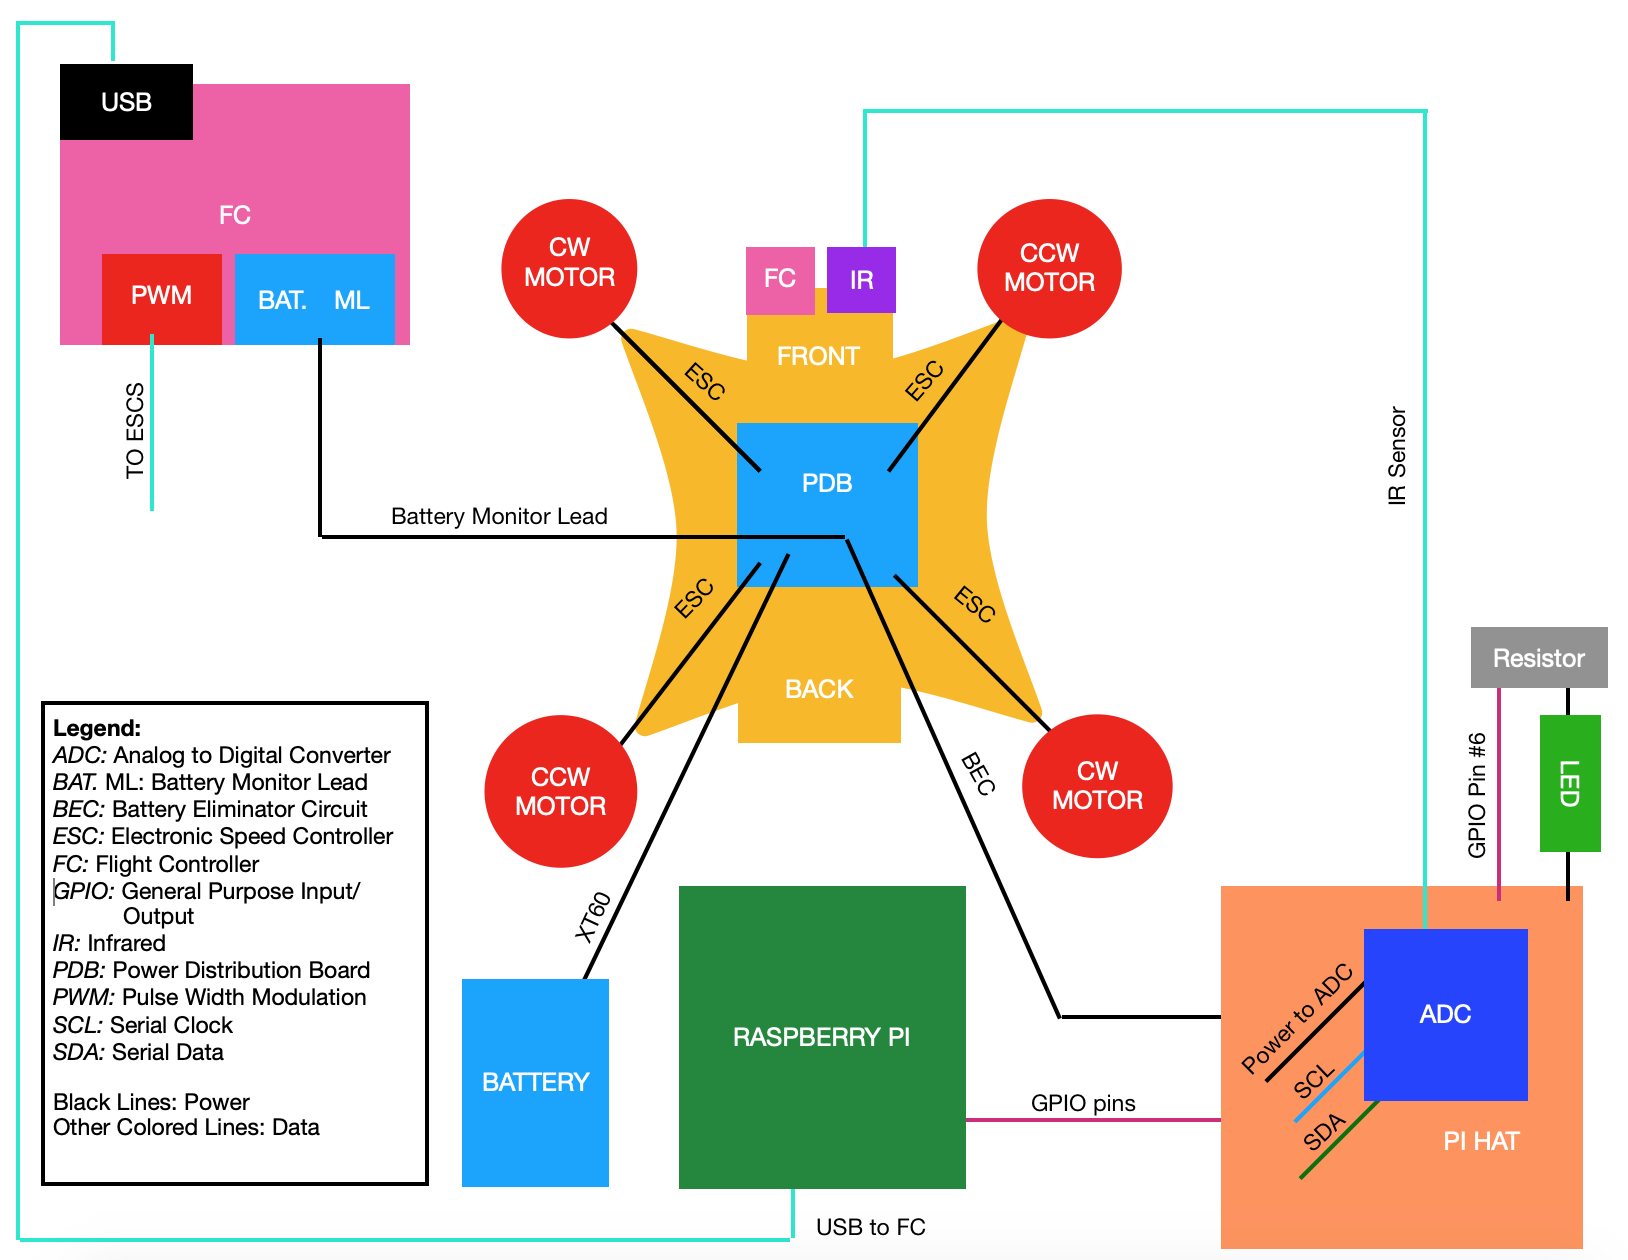 USB
FC
PWM
BAT. ML
TO ESCS
Battery Monitor Lead
CW
MOTOR
CCW
MOTOR
FC
IR
FRONT
ESC
ESC
PDB
ESC
ESC
BACK
CCW
MOTOR
CW
MOTOR
BEC
XT60
IR Sensor
Resistor
GPIO Pin #6
LED
Legend:
ADC: Analog to Digital Converter
BAT. ML: Battery Monitor Lead
BEC: Battery Eliminator Circuit
ESC: Electronic Speed Controller
FC: Flight Controller
GPIO: General Purpose Input/
Output
IR: Infrared
PDB: Power Distribution Board
PWM: Pulse Width Modulation
SCL: Serial Clock
SDA: Serial Data
Black Lines: Power
Other Colored Lines: Data
BATTERY
RASPBERRY PI
GPIO pins
USB to FC
Power to ADC
SCL
SDA
ADC
PI HAT